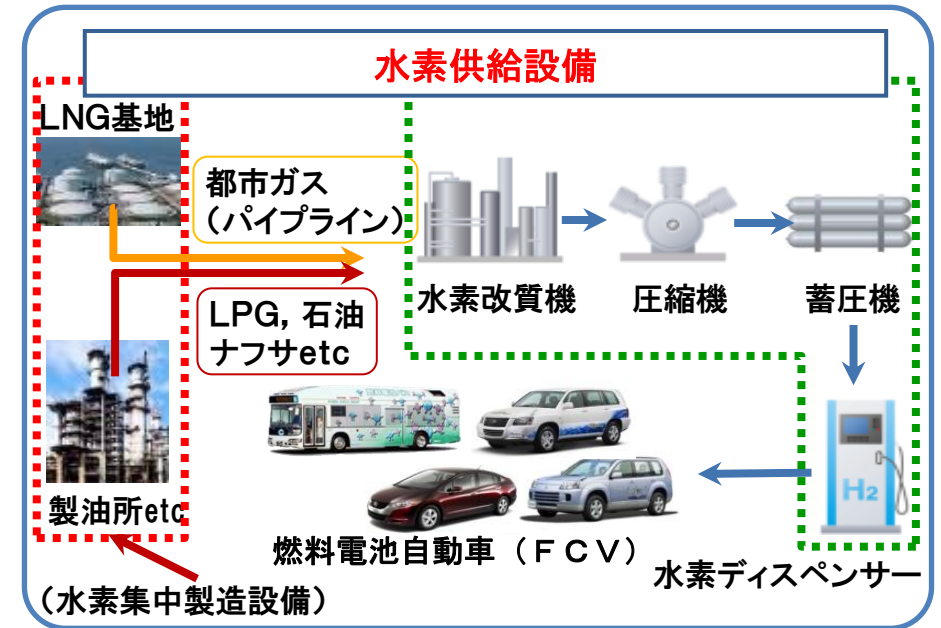 水素供給設備
LNG基地
都市ガス
（パイプライン）
LPG，石油
ナフサetc
水素改質機
圧縮機
蓄圧機
製油所etc
（水素集中製造設備）
燃料電池自動車（ＦＣＶ）
H2
水素ディスペンサー